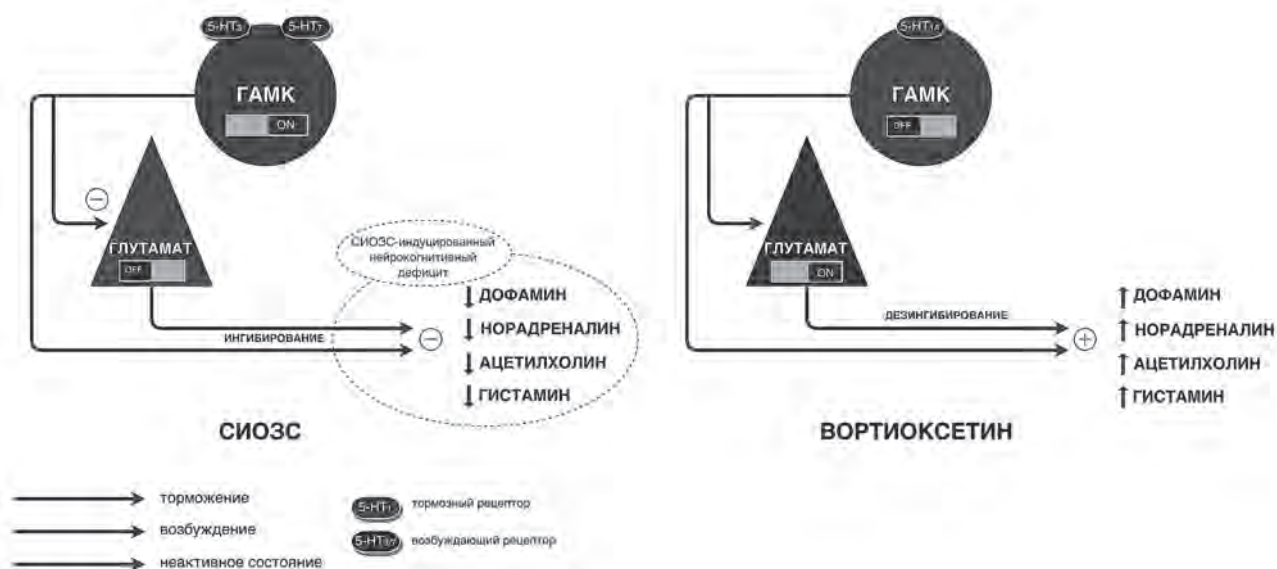 5-HT₃ 5-HT₇
ГАМК
ON
ГЛУТАМАТ
OFF
СИОЗС-индуцированный
нейрокогнитивный
дефицит
ИНГИБИРОВАНИЕ
ДОФАМИН
НОРАДРЕНАЛИН
АЦЕТИЛХОЛИН
ГИСТАМИН
СИОЗС
5-HT₁ₐ
ГАМК
OFF
ГЛУТАМАТ
ON
ДЕЗИНГИБИРОВАНИЕ
ДОФАМИН
НОРАДРЕНАЛИН
АЦЕТИЛХОЛИН
ГИСТАМИН
ВОРТИОКСЕТИН
торможение
возбуждение
неактивное состояние
5-HT₁ тормозный рецептор
возбуждающий рецептор